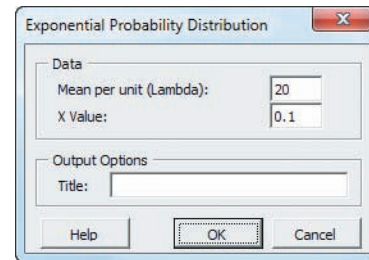 Exponential Probability Distribution
Data
Mean per unit (Lambda): 20
X Value: 0.1
Output Options
Title:
Help OK Cancel